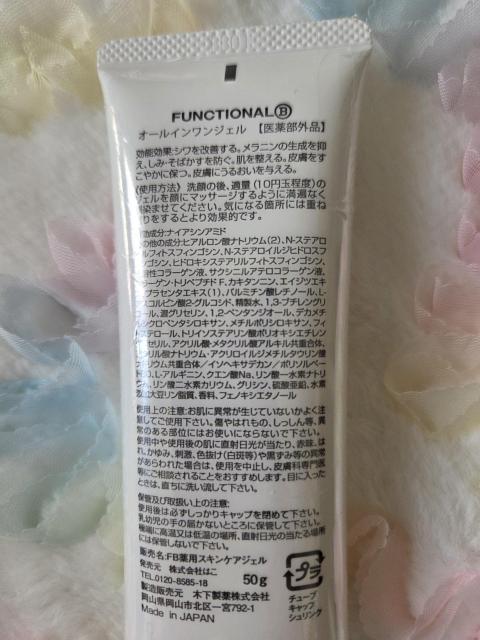 FUNCTIONALⒷ
オールインワンジェル 【医薬部外品】
効能効果:シワを改善する。メラニンの生成を抑
え、しみ・そばかすを防ぐ。肌を整える。皮膚をす
こやかに保つ。皮膚にうるおいを与える。
《使用方法》 洗顔の後、適量(10円玉程度)の
ジェルを顔にマッサージするように満遍なく
馴染ませてください。気になる箇所には重ね
塗りをするとより効果的です。
有効成分:ナイアシンアミド
その他の成分:ヒアルロン酸ナトリウム(2)、N-ステアロ
イルフィトスフィンゴシン、N-ステアロイルジヒドロスフ
ィンゴシン、ヒドロキシステアリルフィトスフィンゴシン、
溶性コラーゲン液、サクシニルアテロコラーゲン液、
コラーゲン・トリペプチド F、カキタンニン、エイジツエキ
プラセンタエキス(1)、パルミチン酸レチノール、L-
アスコルビン酸2-グルコシド、精製水、1,3-ブチレングリ
コール、濃グリセリン、1,2-ペンタンジオール、デカメチ
ルシクロペンタシロキサン、メチルポリシロキサン、フィ
ステロール、トリイソステアリン酸ポリオキシエチレン
セリル、アクリル酸・メタクリル酸アルキル共重合体、
リル酸ナトリウム・アクリロイルジメチルタウリン酸
トリウム共重合体/イソヘキサデカン/ポリソルベー
80、L-アルギニン、クエン酸Na、リン酸一水素ナトリ
ム、リン酸二水素カリウム、グリシン、硫酸亜鉛、水素
添加大豆リン脂質、香料、フェノキシエタノール
使用上の注意:お肌に異常が生じていないかよく注
意してご使用下さい。傷やはれもの、しっしん等、異
常のある部位にはお使いにならないで下さい。
使用中や使用後の肌に直射日光が当たり、赤味、は
れ、かゆみ、刺激、色抜け(白斑等)や黒ずみ等の異常
があらわれた場合は、使用を中止し、皮膚科専門医
等にご相談されることをおすすめします。目に入った
ときは、直ちに洗い流して下さい。
保管及び取扱い上の注意:
使用後は必ずしっかりキャップを閉めて下さい。
乳幼児の手の届かないところに保管して下さい。
極端に高温又は低温の場所、直射日光の当たる場所
には保管しないで下さい。
販売名:FB薬用スキンケアジェル
発売元 株式会社はこ
TEL.0120-8585-18 50g
製造販売元 木下製薬株式会社
岡山県岡山市北区一宮792-1
Made in JAPAN
プラ
チューブ
キャップ
シュリンク